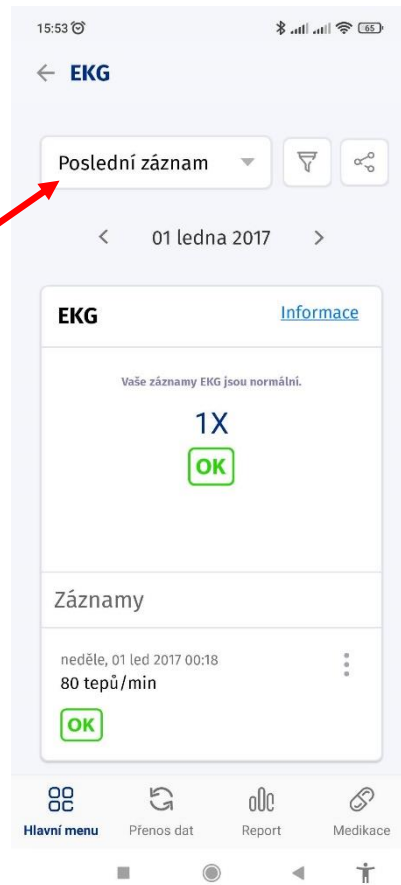 15:53 65
EKG
Poslední záznam
01 ledna 2017
EKG Informace
Vaše záznamy EKG jsou normální.
1X
OK
Záznamy
neděle, 01 led 2017 00:18
80 tepů/min
OK
Hlavní menu Přenos dat Report Medikace